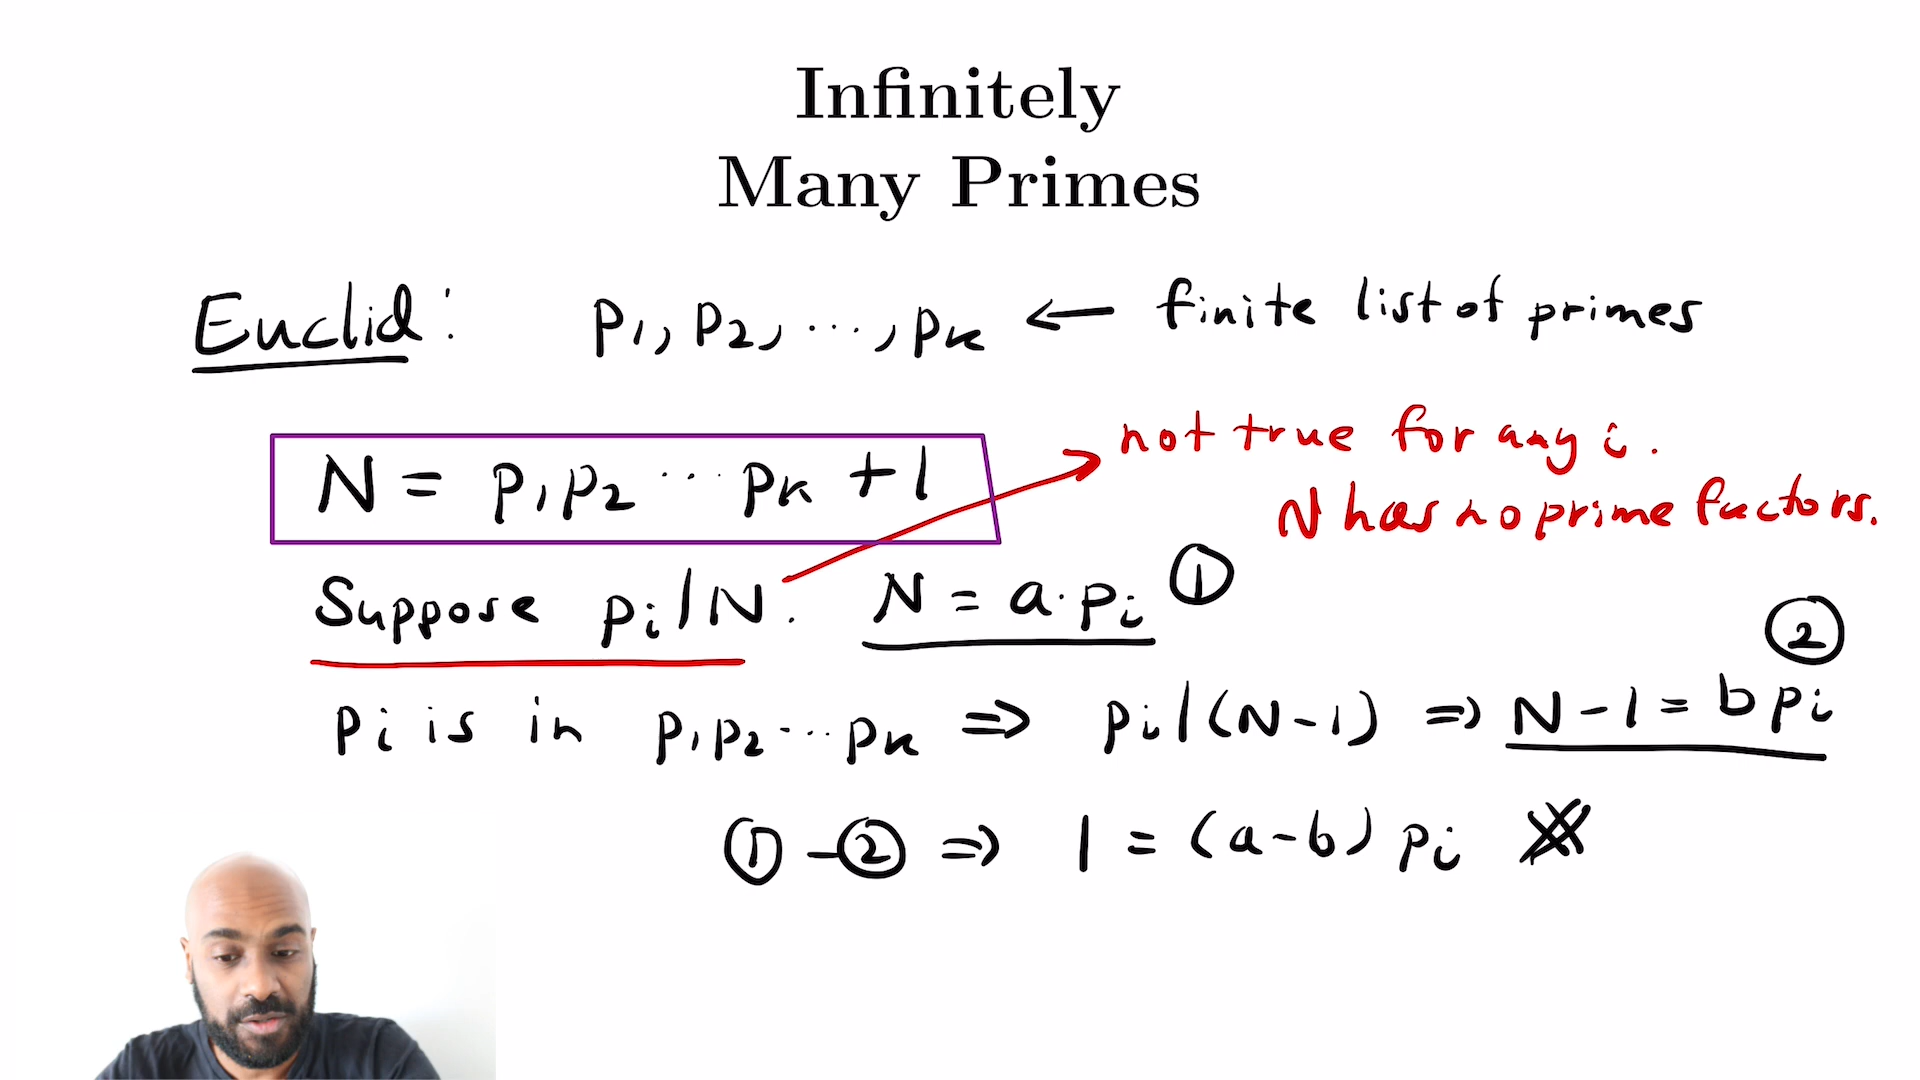 Infinitely
Many Primes
Euclid: p₁, p₂, ..., pₖ ← finite list of primes
N = p₁p₂ ··· pₖ + 1
not true for any i.
N has no prime factors.
Suppose pᵢ|N. N = a·pᵢ ①
②
pᵢ is in p₁p₂···pₖ ⇒ pᵢ|(N-1) ⇒ N-1 = bpᵢ
① - ② ⇒ 1 = (a-b)pᵢ